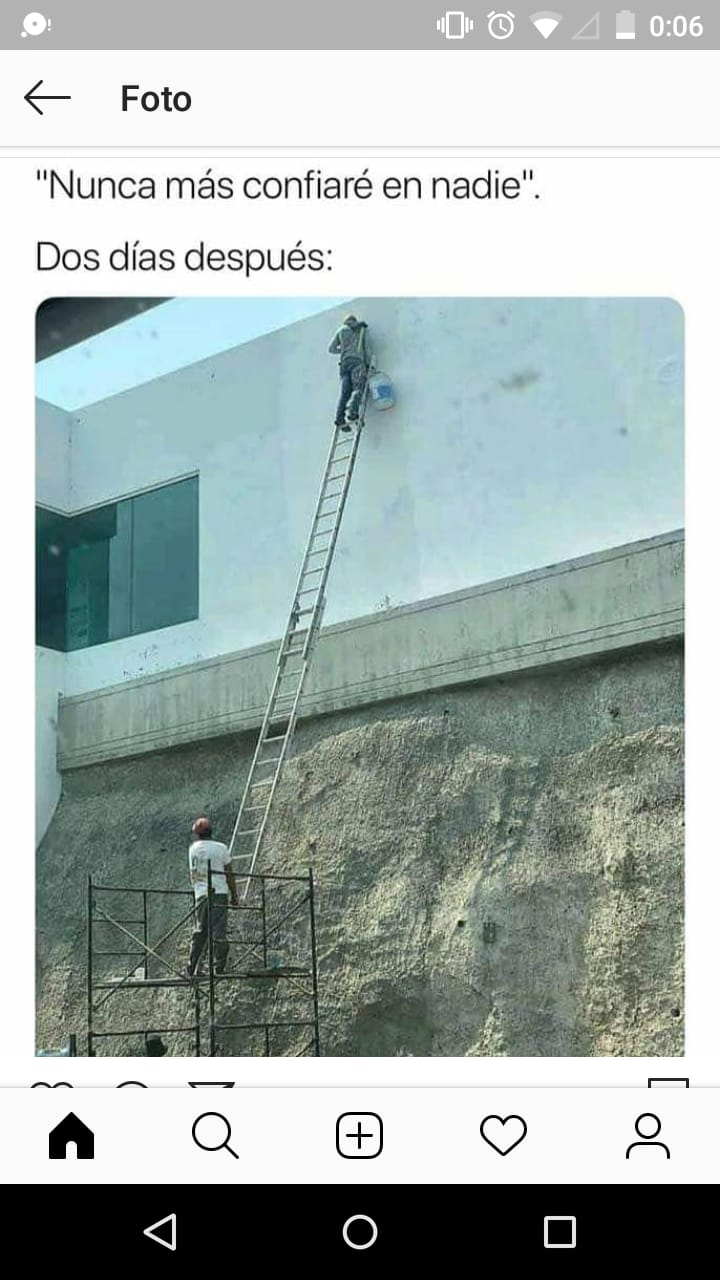 0:06
Foto
"Nunca más confiaré en nadie".
Dos días después: